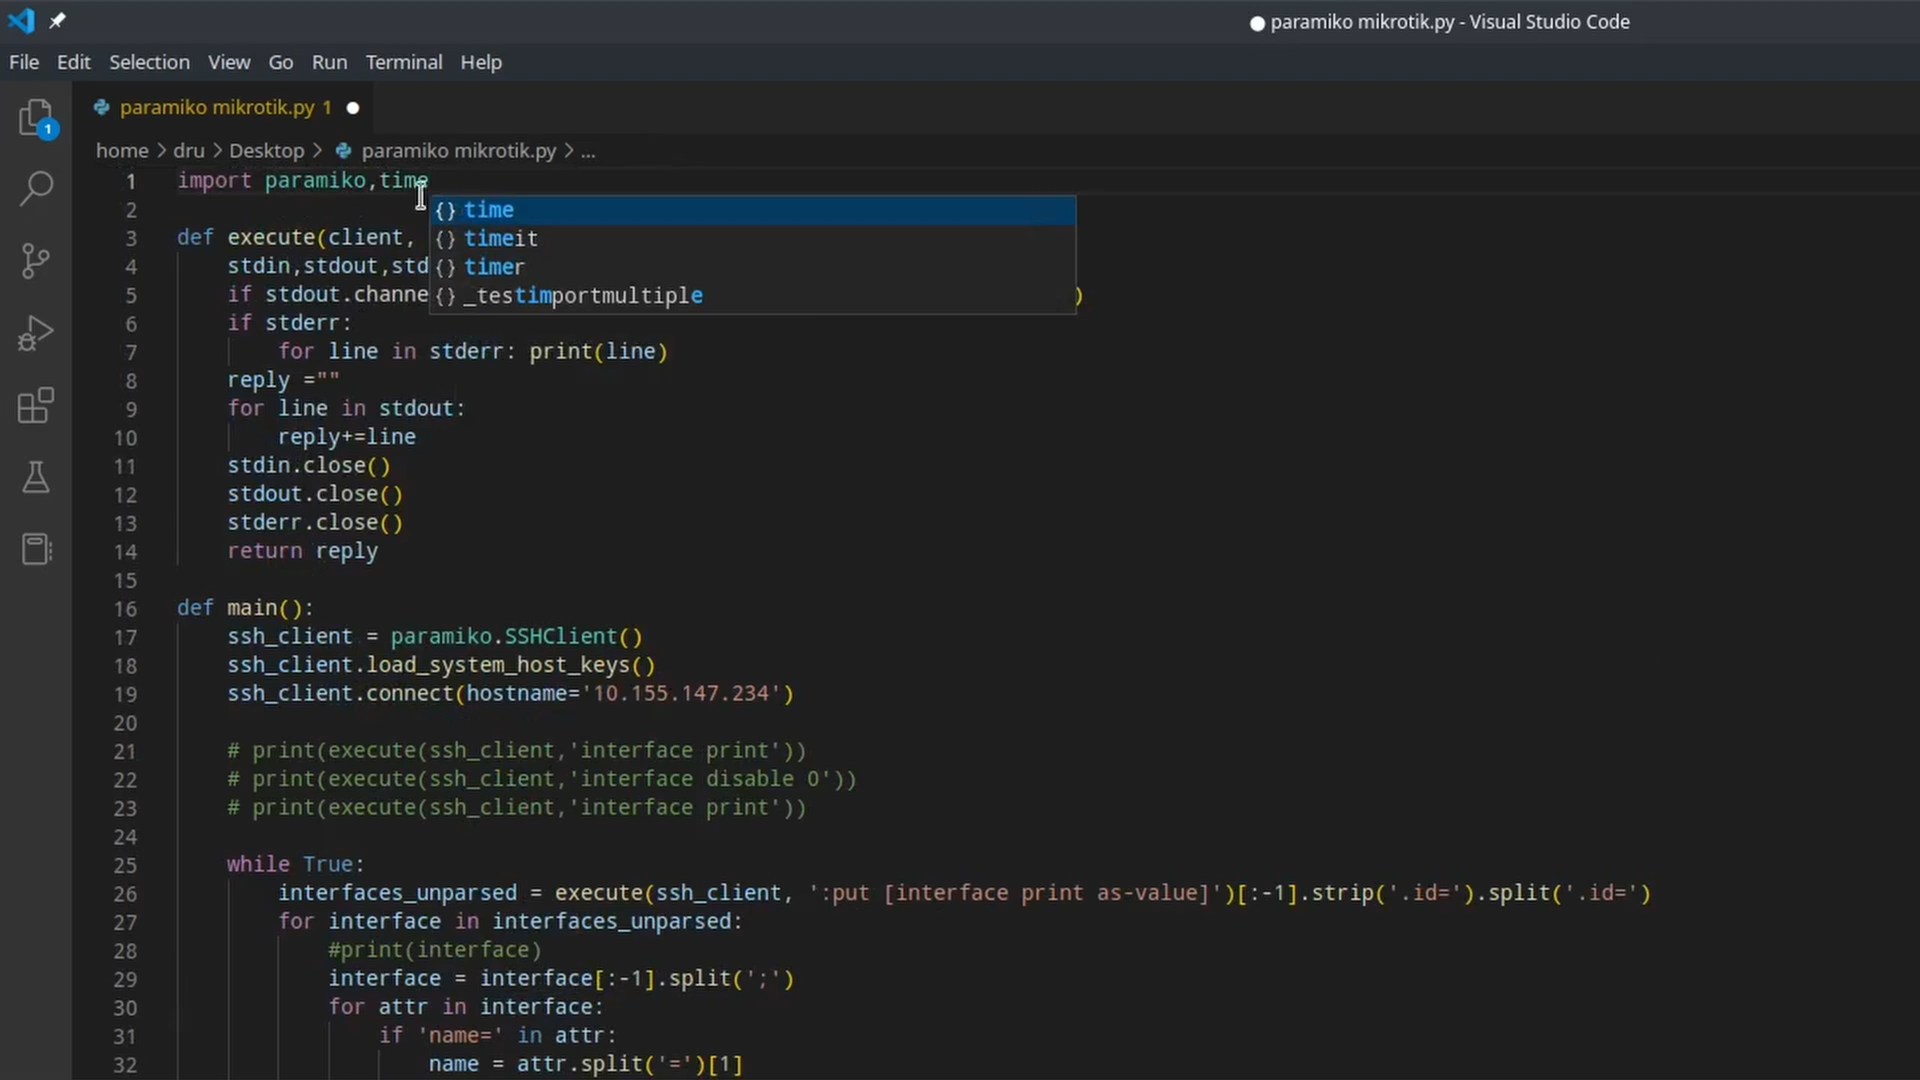 paramiko mikrotik.py - Visual Studio Code
File Edit Selection View Go Run Terminal Help
paramiko mikrotik.py 1
1
home > dru > Desktop > paramiko mikrotik.py > ...
1 import paramiko,time
2
{} time
3 def execute(client,
{} timeit
4 stdin,stdout,std
{} timer
5 if stdout.channe
{} _testimportmultiple
)
6 if stderr:
7 for line in stderr: print(line)
8 reply =""
9 for line in stdout:
10 reply+=line
11 stdin.close()
12 stdout.close()
13 stderr.close()
14 return reply
15
16 def main():
17 ssh_client = paramiko.SSHClient()
18 ssh_client.load_system_host_keys()
19 ssh_client.connect(hostname='10.155.147.234')
20
21 # print(execute(ssh_client,'interface print'))
22 # print(execute(ssh_client,'interface disable 0'))
23 # print(execute(ssh_client,'interface print'))
24
25 while True:
26 interfaces_unparsed = execute(ssh_client, ':put [interface print as-value]')[:-1].strip('.id=').split('.id=')
27 for interface in interfaces_unparsed:
28 #print(interface)
29 interface = interface[:-1].split(';')
30 for attr in interface:
31 if 'name=' in attr:
32 name = attr.split('=')[1]